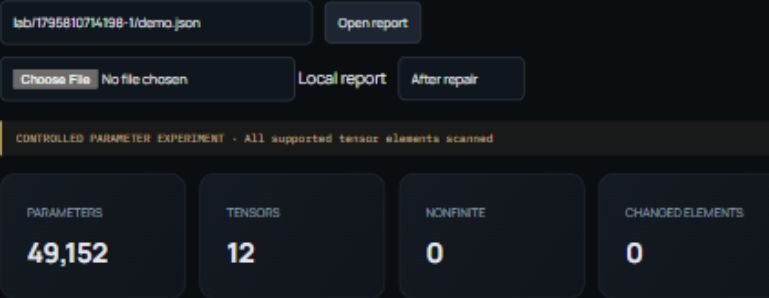 lab/1795810714198-1/demo.json Open report
Choose File No file chosen Local report After repair
CONTROLLED PARAMETER EXPERIMENT · All supported tensor elements scanned
PARAMETERS TENSORS NONFINITE CHANGED ELEMENTS
49,152 12 0 0